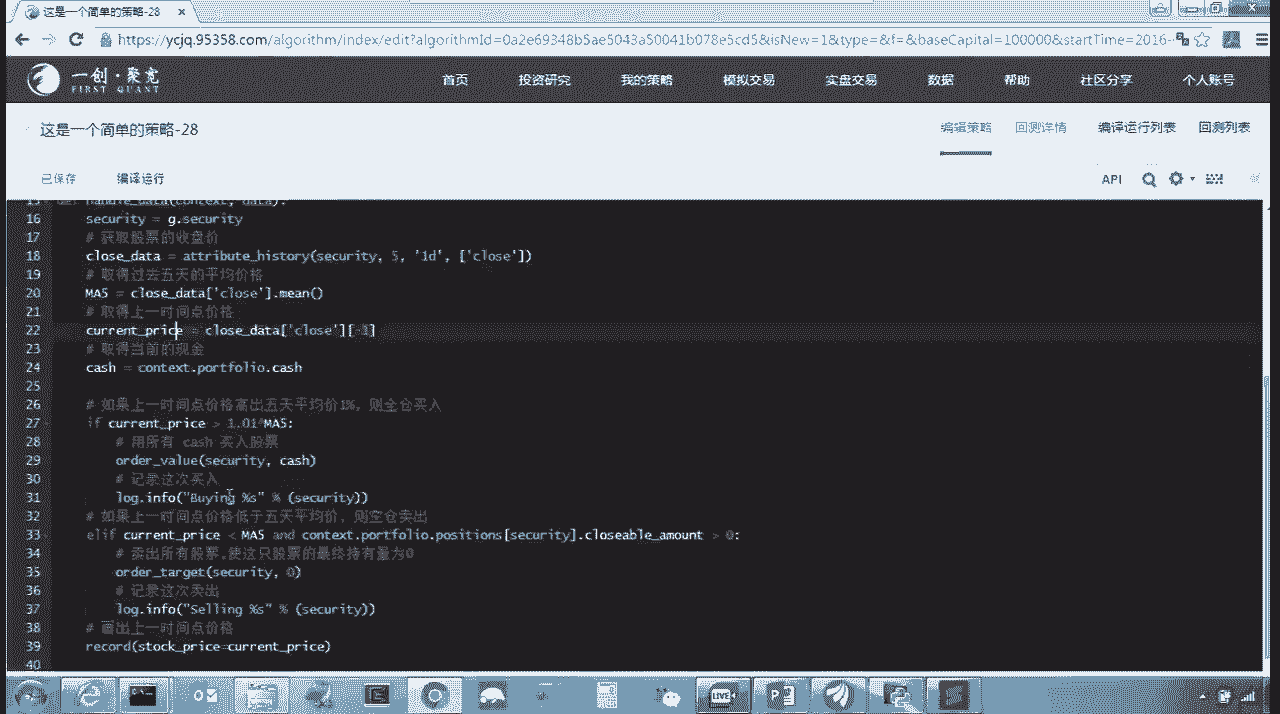 这是一个简单的策略-28
https://ycjq.95358.com/algorithm/index/edit?algorithmId=0a2e69348b5ae5043a50041b078e5cd5&isNew=1&type=&f=&baseCapital=100000&startTime=2016-
一创·聚宽 首页 投资研究 我的策略 模拟交易 实盘交易 数据 帮助 社区分享 个人账号
FIRST QUANT
这是一个简单的策略-28 编辑策略 回测详情 编译运行列表 回测列表
已保存 编译运行 API
15 def handle_data(context, data):
16 security = g.security
17 # 获取股票的收盘价
18 close_data = attribute_history(security, 5, '1d', ['close'])
19 # 取得过去五天的平均价格
20 MA5 = close_data['close'].mean()
21 # 取得上一时间点价格
22 current_price = close_data['close'][-1]
23 # 取得当前的现金
24 cash = context.portfolio.cash
25
26 # 如果上一时间点价格高出五天平均价1%, 则全仓买入
27 if current_price > 1.01*MA5:
28 # 用所有 cash 买入股票
29 order_value(security, cash)
30 # 记录这次买入
31 log.info("Buying %s" % (security))
32 # 如果上一时间点价格低于五天平均价, 则空仓卖出
33 elif current_price < MA5 and context.portfolio.positions[security].closeable_amount > 0:
34 # 卖出所有股票,使这只股票的最终持有量为0
35 order_target(security, 0)
36 # 记录这次卖出
37 log.info("Selling %s" % (security))
38 # 画出上一时间点价格
39 record(stock_price=current_price)
40
LIVE